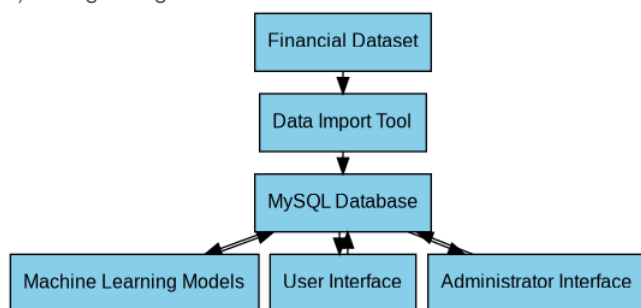 Financial Dataset
Data Import Tool
MySQL Database
Machine Learning Models
User Interface
Administrator Interface